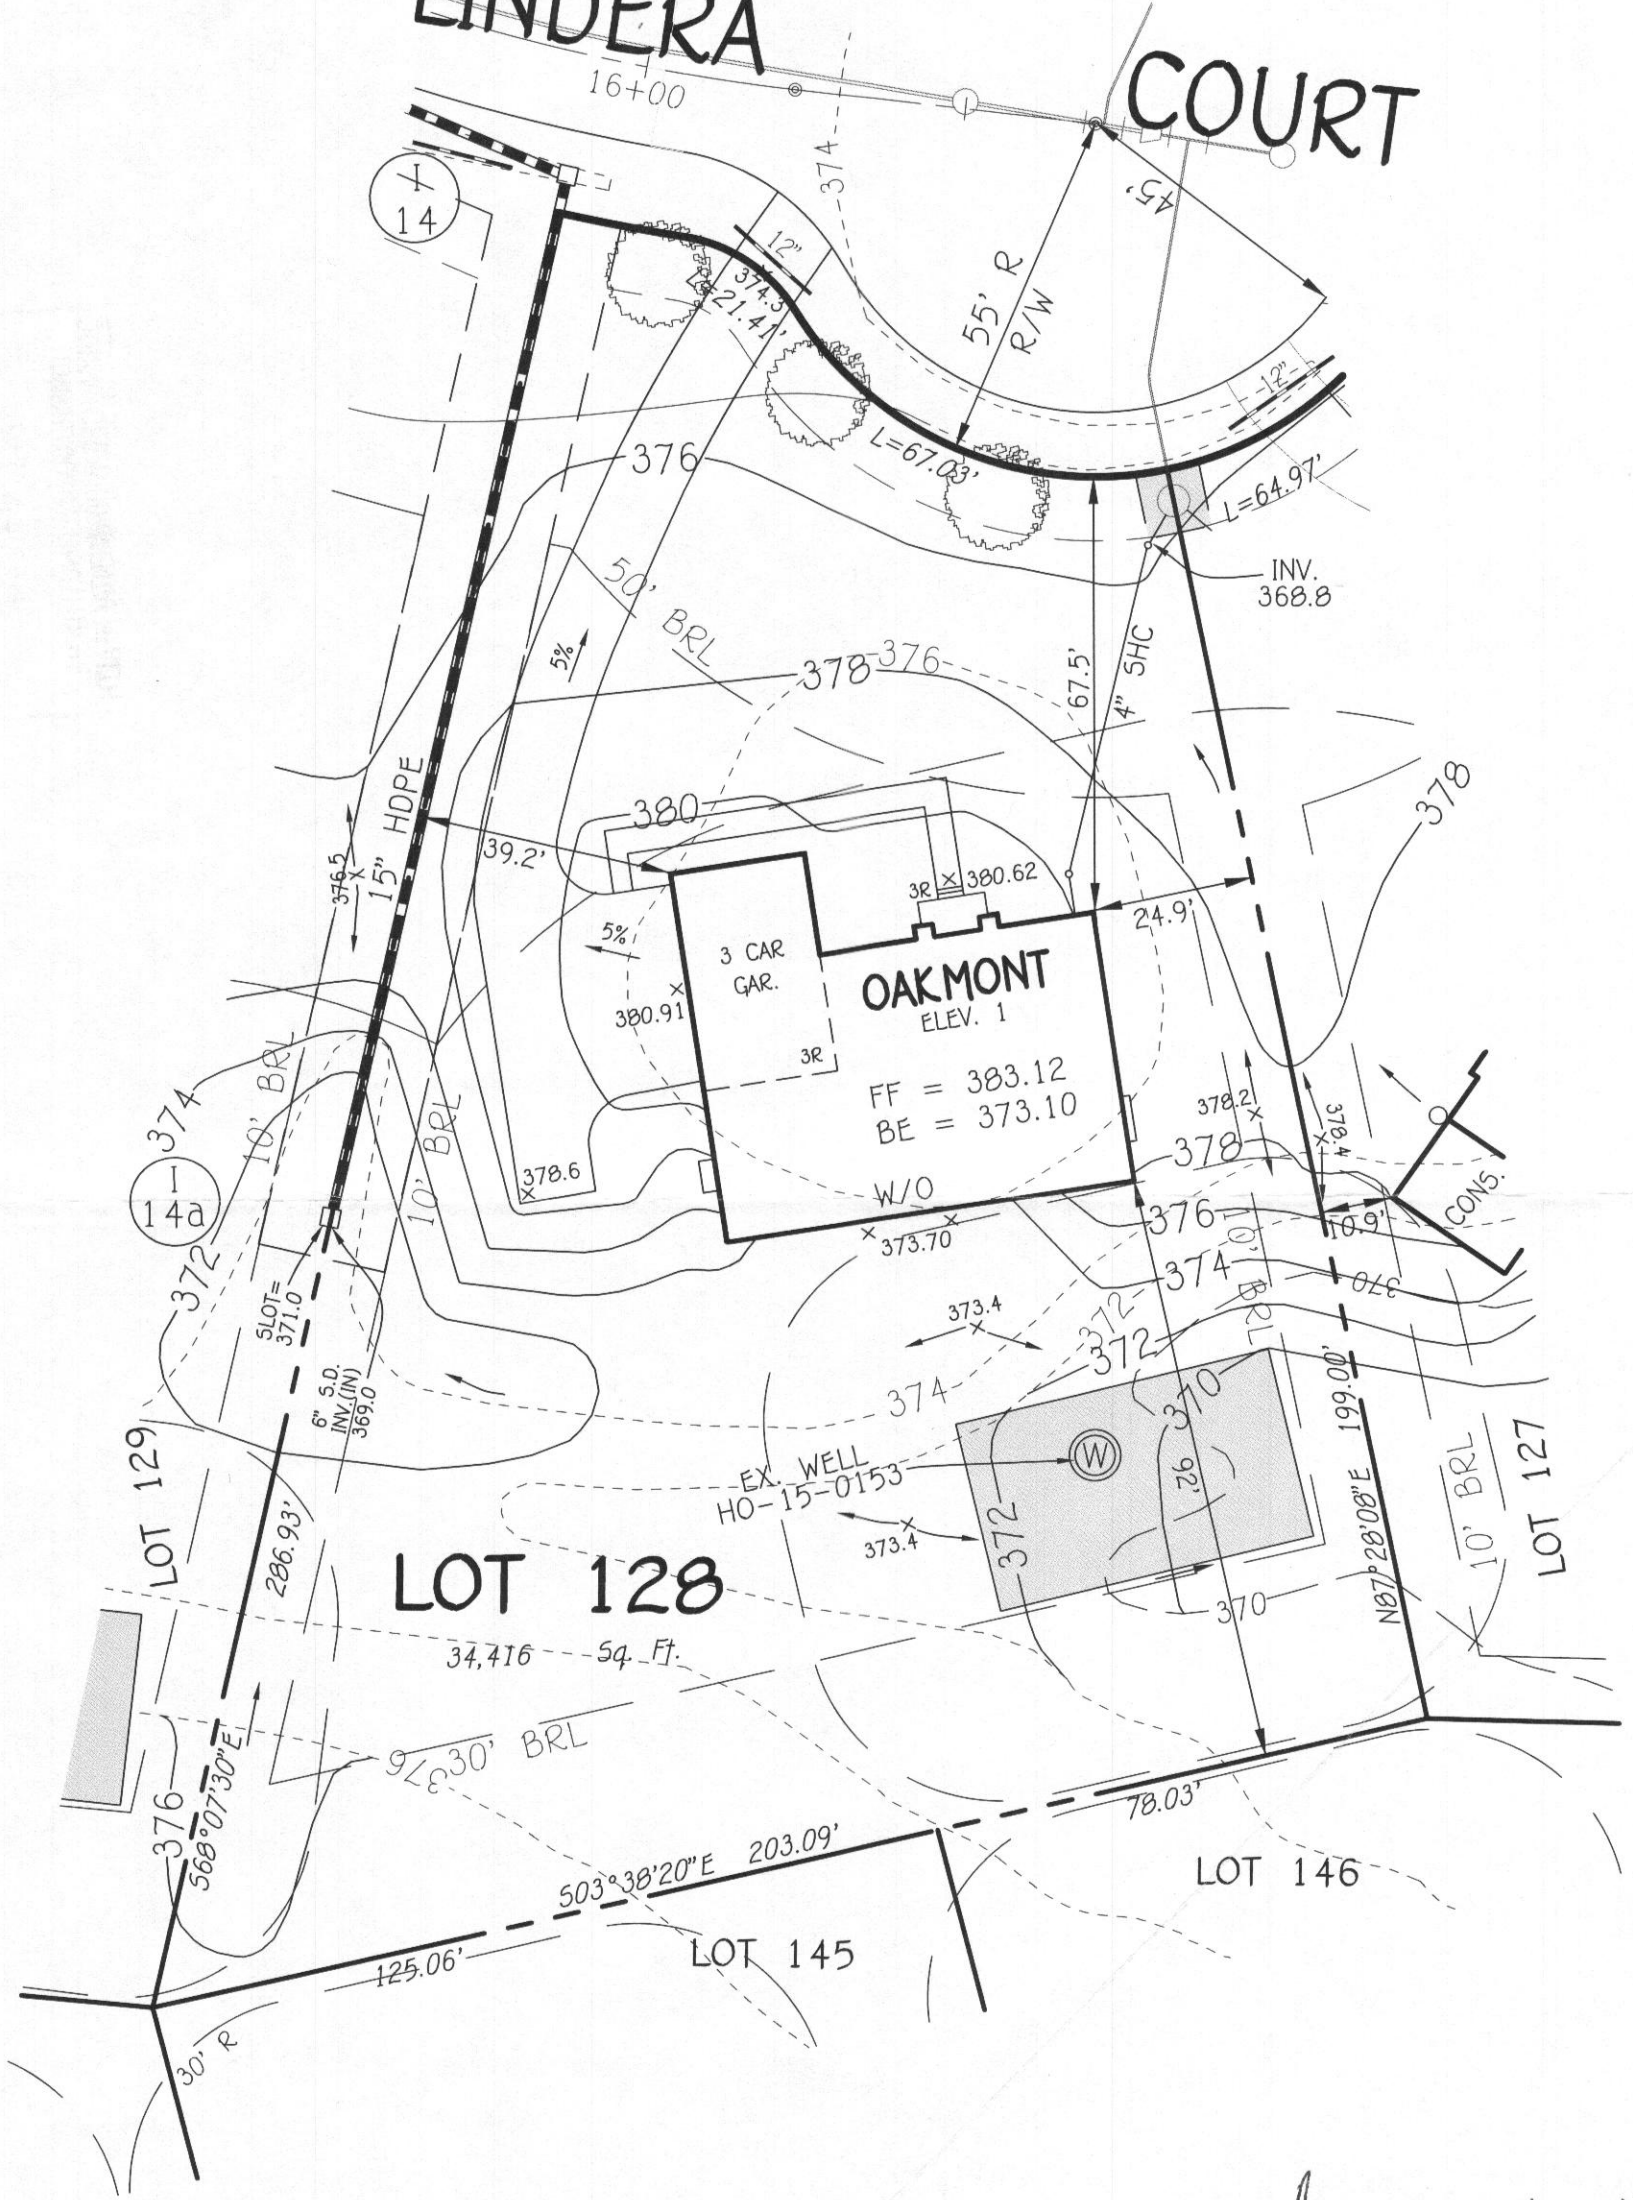 LINDERA
COURT
16+00
I
14
374
45'
12"
374.3
L=21.41'
55' R
R/W
12"
376
L=67.03'
L=64.97'
INV.
368.8
50' BRL
5%
4" SHC
67.5'
378
376
378
15" HDPE
376.5
380
39.2'
3R
380.62
24.9'
5%
3 CAR
GAR.
OAKMONT
ELEV. 1
380.91
3R
FF = 383.12
BE = 373.10
374
10' BRL
10' BRL
378.2
378.4
378
378.6
W/O
373.70
376
10.9'
CONS.
I
14a
372
SLOT=
371.0
374
370
10' BRL
373.4
372
372
6" S.D.
INV.(IN)
369.0
374
370
199.00'
LOT 129
EX. WELL
HO-15-0153
W
92'
N87°28'08"E
10' BRL
LOT 127
286.93'
373.4
372
LOT 128
370
34,416 Sq. Ft.
376
30' BRL
376
S68°07'30"E
78.03'
S03°38'20"E 203.09'
LOT 146
125.06'
LOT 145
30' R